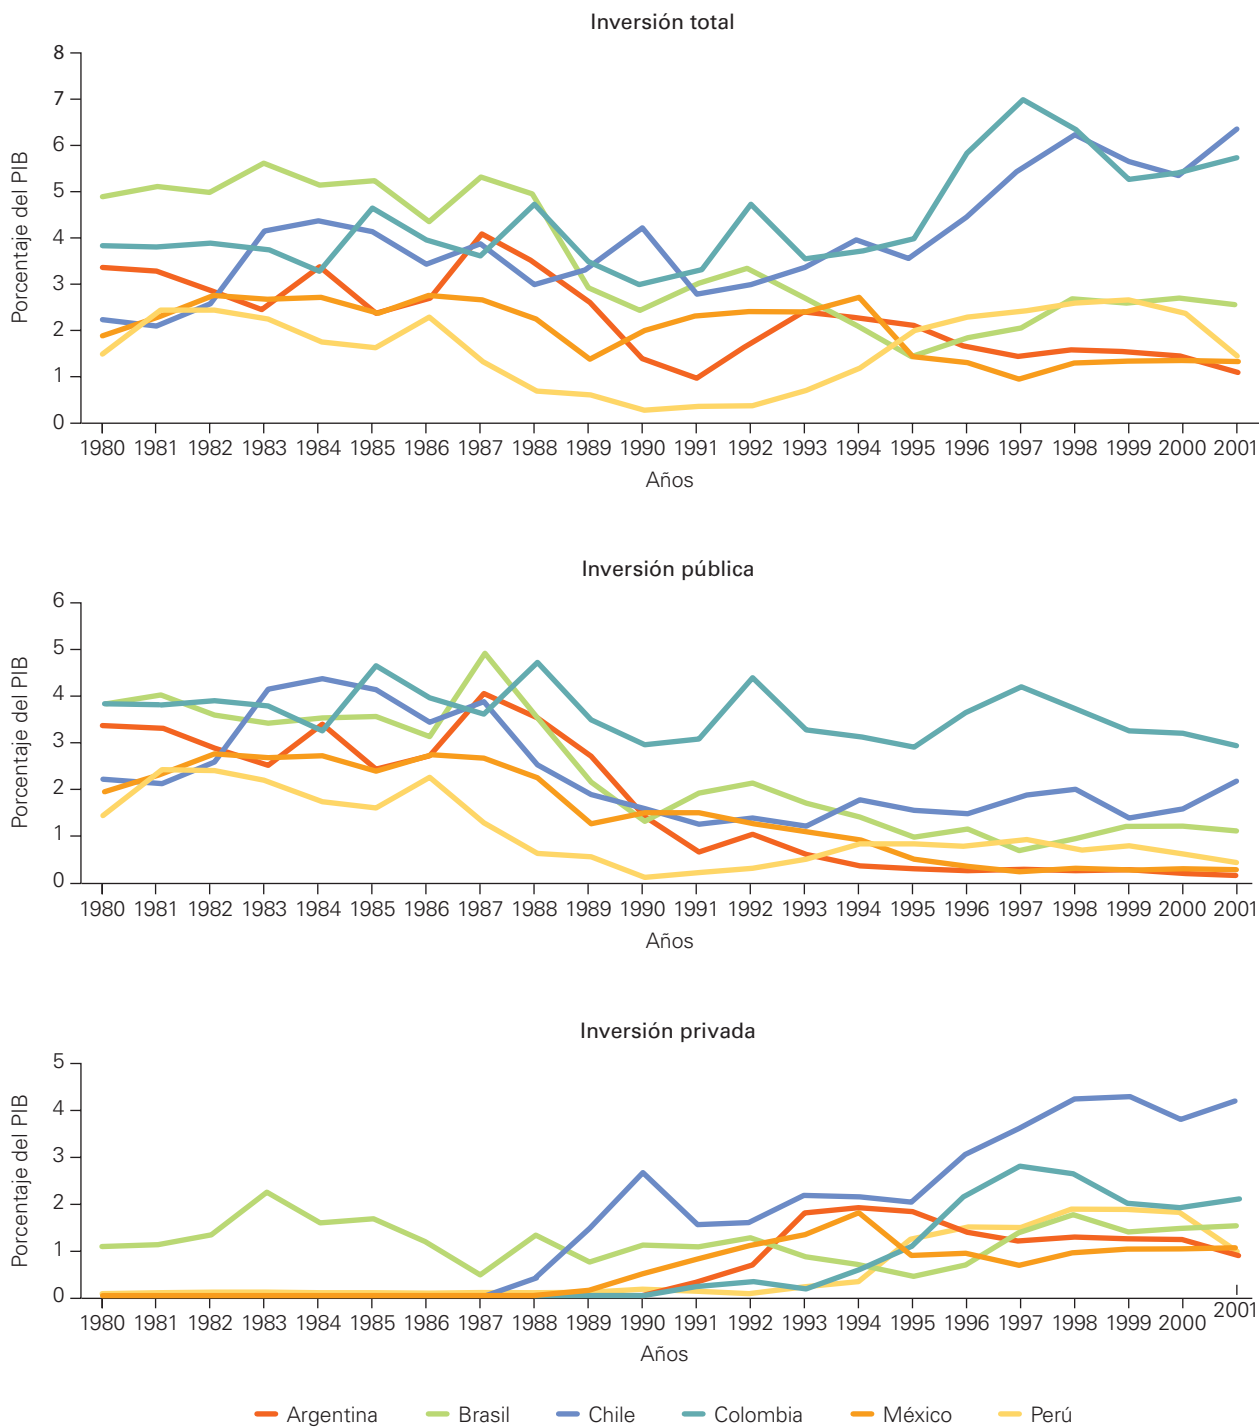 Inversión total
Porcentaje del PIB
8
7
6
5
4
3
2
1
0
1980 1981 1982 1983 1984 1985 1986 1987 1988 1989 1990 1991 1992 1993 1994 1995 1996 1997 1998 1999 2000 2001
Años
Inversión pública
Porcentaje del PIB
6
5
4
3
2
1
0
1980 1981 1982 1983 1984 1985 1986 1987 1988 1989 1990 1991 1992 1993 1994 1995 1996 1997 1998 1999 2000 2001
Años
Inversión privada
Porcentaje del PIB
5
4
3
2
1
0
1980 1981 1982 1983 1984 1985 1986 1987 1988 1989 1990 1991 1992 1993 1994 1995 1996 1997 1998 1999 2000 2001
Años
Argentina Brasil Chile Colombia México Perú